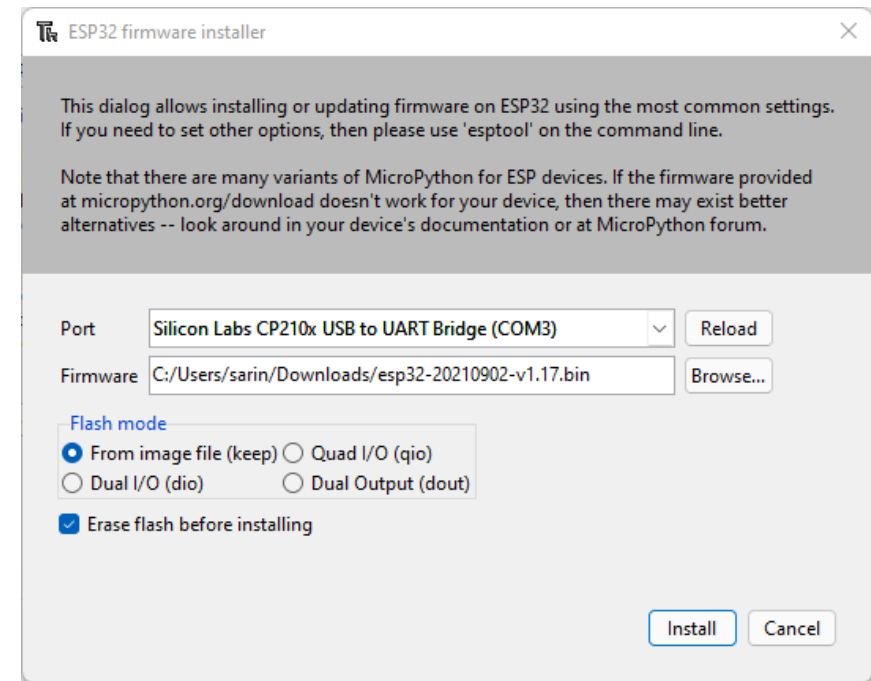 ESP32 firmware installer
This dialog allows installing or updating firmware on ESP32 using the most common settings.
If you need to set other options, then please use 'esptool' on the command line.
Note that there are many variants of MicroPython for ESP devices. If the firmware provided
at micropython.org/download doesn't work for your device, then there may exist better
alternatives -- look around in your device's documentation or at MicroPython forum.
Port Silicon Labs CP210x USB to UART Bridge (COM3) Reload
Firmware C:/Users/sarin/Downloads/esp32-20210902-v1.17.bin Browse...
Flash mode
From image file (keep) Quad I/O (qio)
Dual I/O (dio) Dual Output (dout)
Erase flash before installing
Install Cancel